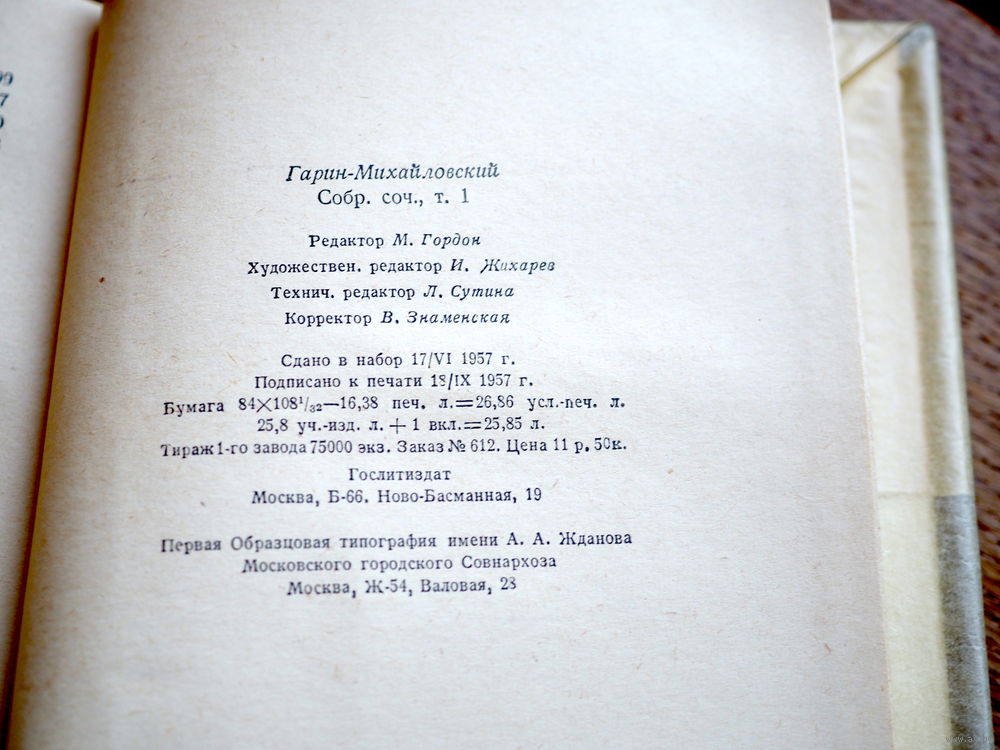 Гарин-Михайловский
Собр. соч., т. 1
Редактор М. Гордон
Художествен. редактор И. Жихарев
Технич. редактор Л. Сутина
Корректор В. Знаменская
Сдано в набор 17/VI 1957 г.
Подписано к печати 18/IX 1957 г.
Бумага 84×108¹/₃₂—16,38 печ. л.=26,86 усл.-печ. л.
25,8 уч.-изд. л. + 1 вкл.=25,85 л.
Тираж 1-го завода 75000 экз. Заказ № 612. Цена 11 р. 50к.
Гослитиздат
Москва, Б-66. Ново-Басманная, 19
Первая Образцовая типография имени А. А. Жданова
Московского городского Совнархоза
Москва, Ж-54, Валовая, 28